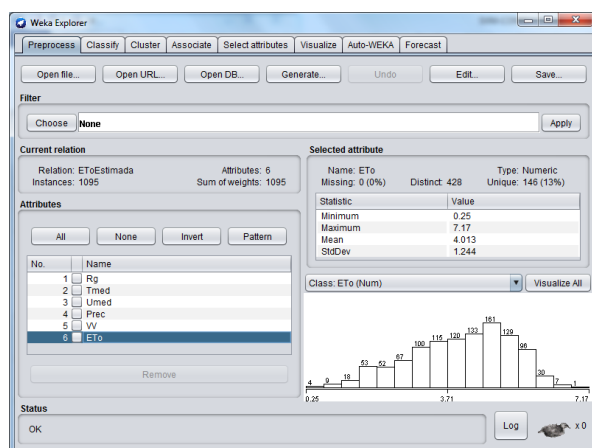 Weka Explorer
Preprocess Classify Cluster Associate Select attributes Visualize Auto-WEKA Forecast
Open file... Open URL... Open DB... Generate... Undo Edit... Save...
Filter
Choose None Apply
Current relation
Relation: EToEstimada Attributes: 6
Instances: 1095 Sum of weights: 1095
Attributes
All None Invert Pattern
No. Name
1 Rg
2 Tmed
3 Umed
4 Prec
5 VV
6 ETo
Remove
Selected attribute
Name: ETo Type: Numeric
Missing: 0 (0%) Distinct: 428 Unique: 146 (13%)
Statistic Value
Minimum 0.25
Maximum 7.17
Mean 4.013
StdDev 1.244
Class: ETo (Num) Visualize All
4 9 18 53 52 67 100 115 120 133 161 129 96 30 7 1
0.25 3.71 7.17
Status
OK
Log x 0